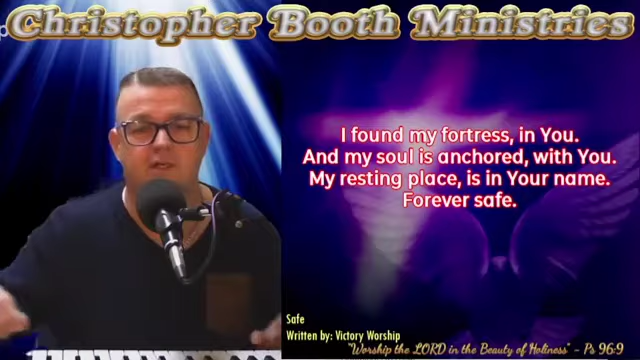 Christopher Booth Ministries
I found my fortress, in You.
And my soul is anchored, with You.
My resting place, is in Your name.
Forever safe.
Safe
Written by: Victory Worship
"Worship the LORD in the Beauty of Holiness" - Ps 96:9